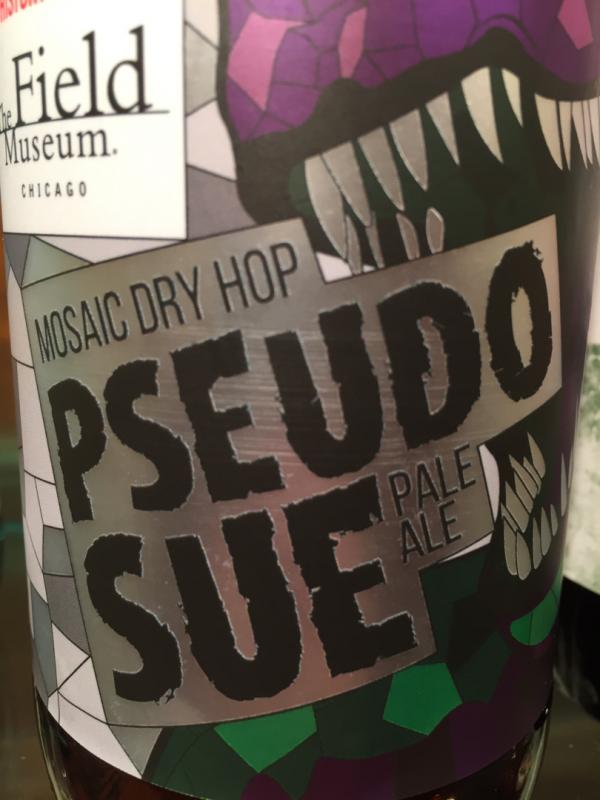 The Field
Museum.
CHICAGO
MOSAIC DRY HOP
PSEUDO
SUE
PALE
ALE